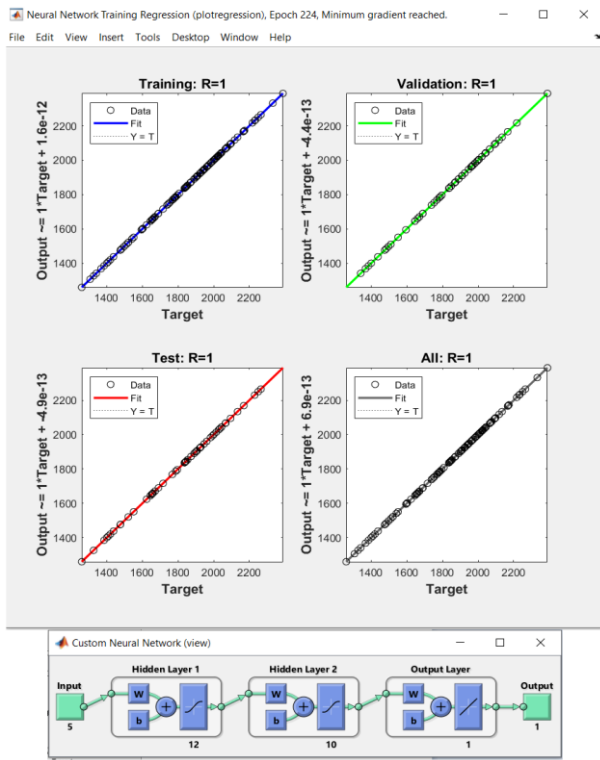 Neural Network Training Regression (plotregression), Epoch 224, Minimum gradient reached.
File Edit View Insert Tools Desktop Window Help
Training: R=1
Output ~= 1*Target + 1.6e-12
Data
Fit
Y = T
2200
2000
1800
1600
1400
1400 1600 1800 2000 2200
Target
Validation: R=1
Output ~= 1*Target + -4.4e-13
Data
Fit
Y = T
2200
2000
1800
1600
1400
1400 1600 1800 2000 2200
Target
Test: R=1
Output ~= 1*Target + -4.9e-13
Data
Fit
Y = T
2200
2000
1800
1600
1400
1400 1600 1800 2000 2200
Target
All: R=1
Output ~= 1*Target + 6.9e-13
Data
Fit
Y = T
2200
2000
1800
1600
1400
1400 1600 1800 2000 2200
Target
Custom Neural Network (view)
Hidden Layer 1 Hidden Layer 2 Output Layer
Input Output
W W W
+ + +
b b b
5 1
12 10 1